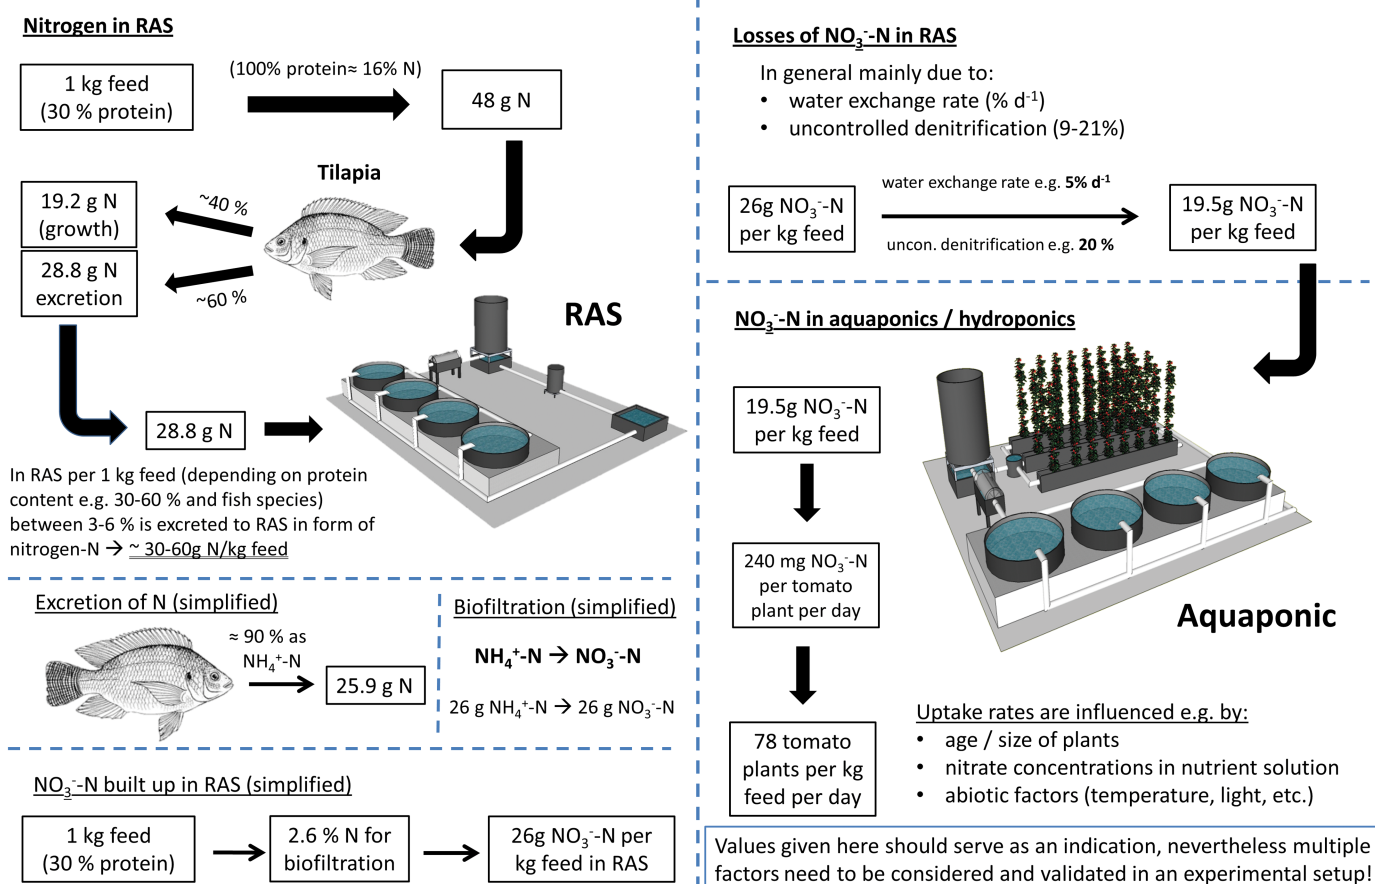 Nitrogen in RAS
1 kg feed
(30 % protein)
(100% protein≈ 16% N)
48 g N
Tilapia
19.2 g N
(growth)
~40 %
28.8 g N
excretion
~60 %
RAS
28.8 g N
In RAS per 1 kg feed (depending on protein
content e.g. 30-60 % and fish species)
between 3-6 % is excreted to RAS in form of
nitrogen-N → ~ 30-60g N/kg feed
Excretion of N (simplified)
≈ 90 % as
NH₄⁺-N
25.9 g N
Biofiltration (simplified)
NH₄⁺-N → NO₃⁻-N
26 g NH₄⁺-N → 26 g NO₃⁻-N
NO₃⁻-N built up in RAS (simplified)
1 kg feed
(30 % protein)
2.6 % N for
biofiltration
26g NO₃⁻-N per
kg feed in RAS
Losses of NO₃⁻-N in RAS
In general mainly due to:
• water exchange rate (% d⁻¹)
• uncontrolled denitrification (9-21%)
26g NO₃⁻-N
per kg feed
water exchange rate e.g. 5% d⁻¹
uncon. denitrification e.g. 20 %
19.5g NO₃⁻-N
per kg feed
NO₃⁻-N in aquaponics / hydroponics
19.5g NO₃⁻-N
per kg feed
240 mg NO₃⁻-N
per tomato
plant per day
78 tomato
plants per kg
feed per day
Aquaponic
Uptake rates are influenced e.g. by:
• age / size of plants
• nitrate concentrations in nutrient solution
• abiotic factors (temperature, light, etc.)
Values given here should serve as an indication, nevertheless multiple
factors need to be considered and validated in an experimental setup!